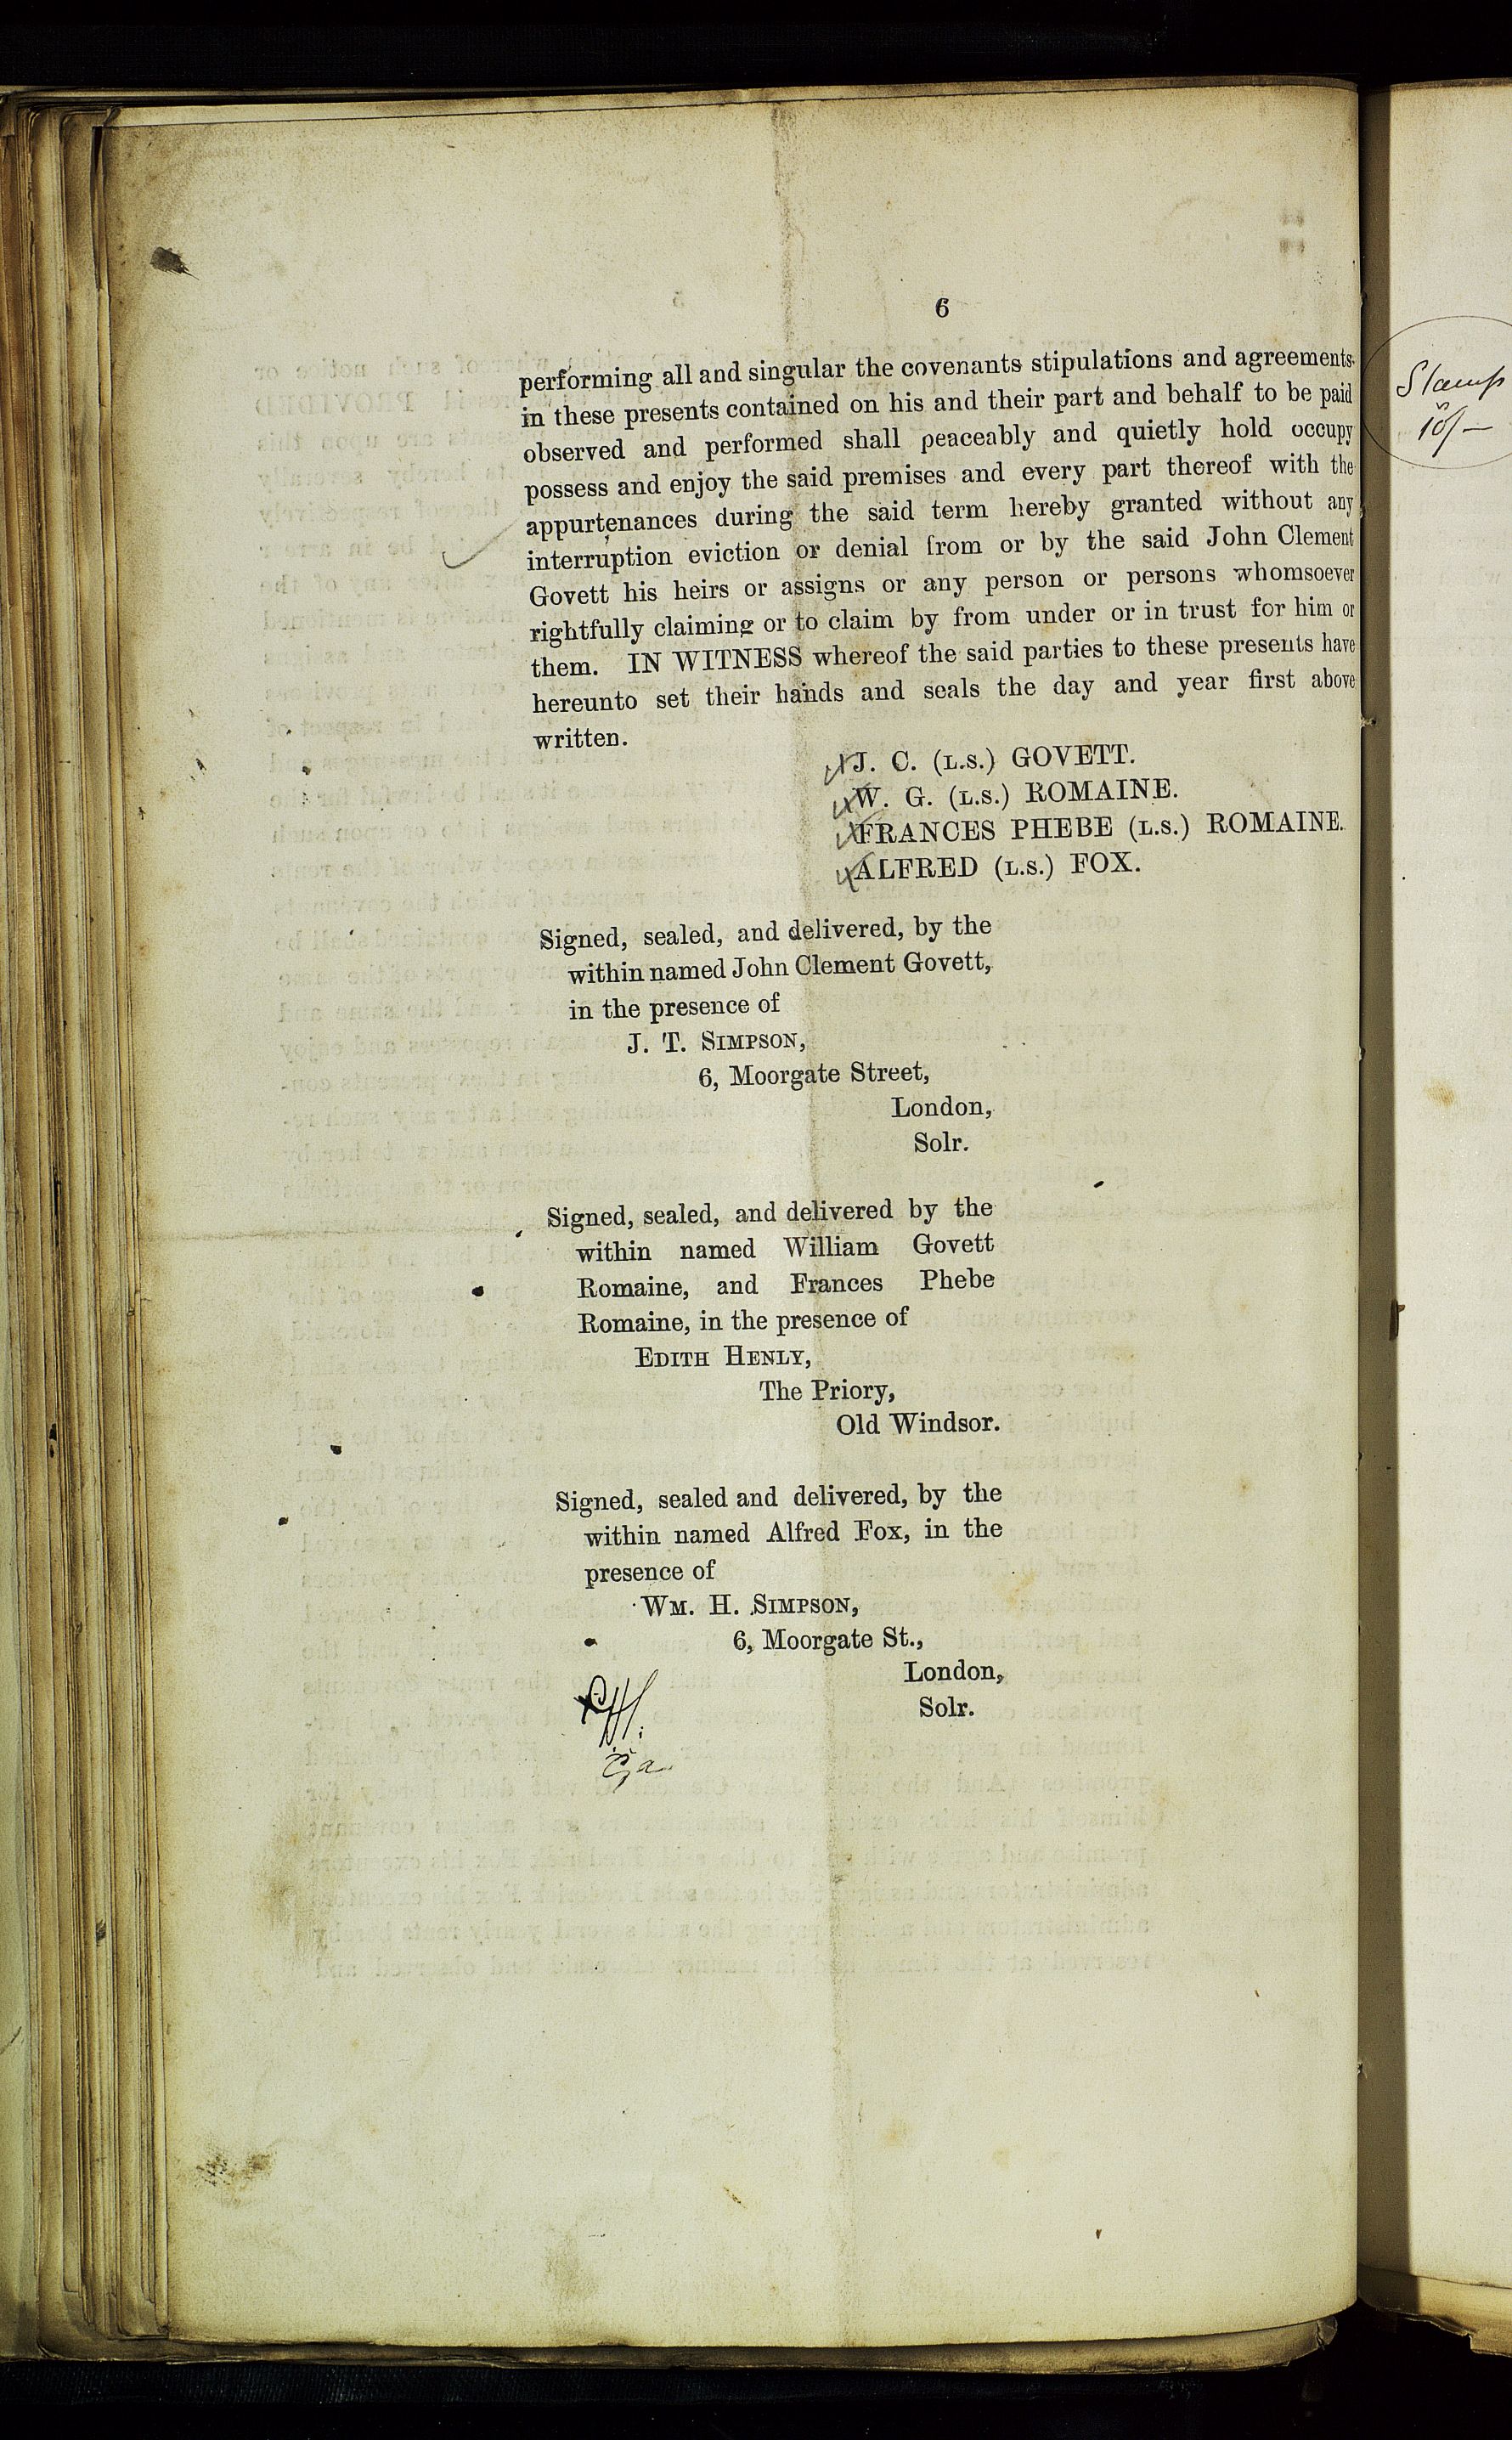 6
performing all and singular the covenants stipulations and agreements
in these presents contained on his and their part and behalf to be paid
observed and performed shall peaceably and quietly hold occupy
possess and enjoy the said premises and every part thereof with the
appurtenances during the said term hereby granted without any
interruption eviction or denial from or by the said John Clement
Govett his heirs or assigns or any person or persons whomsoever
rightfully claiming or to claim by from under or in trust for him or
them. IN WITNESS whereof the said parties to these presents have
hereunto set their hands and seals the day and year first above
written.
J. C. (L.S.) GOVETT.
W. G. (L.S.) ROMAINE.
FRANCES PHEBE (L.S.) ROMAINE.
ALFRED (L.S.) FOX.
Signed, sealed, and delivered, by the
within named John Clement Govett,
in the presence of
J. T. SIMPSON,
6, Moorgate Street,
London,
Solr.
Signed, sealed, and delivered by the
within named William Govett
Romaine, and Frances Phebe
Romaine, in the presence of
EDITH HENLY,
The Priory,
Old Windsor.
Signed, sealed and delivered, by the
within named Alfred Fox, in the
presence of
WM. H. SIMPSON,
6, Moorgate St.,
London,
Solr.
Stamp
10/-